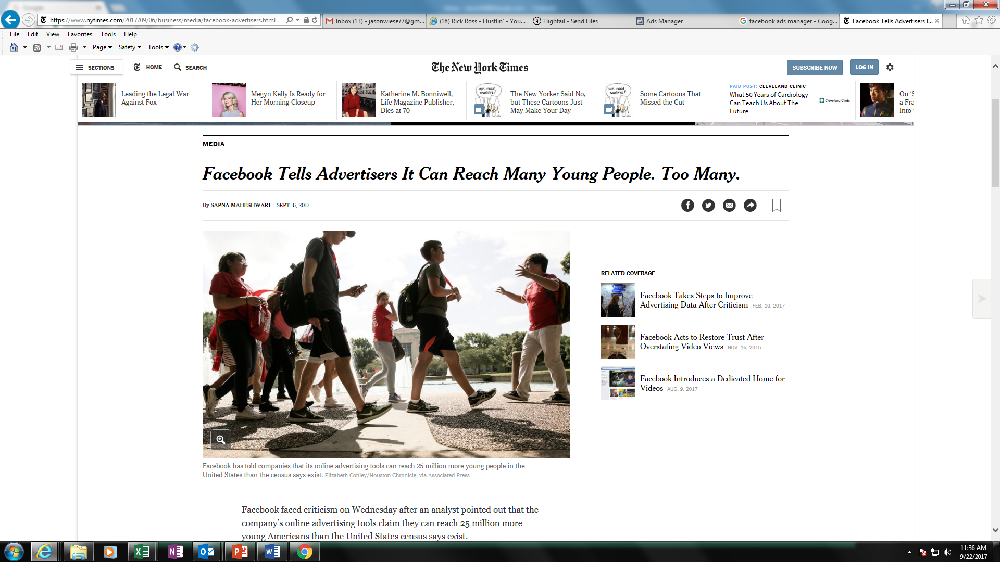 https://www.nytimes.com/2017/09/06/business/media/facebook-advertisers.html
Inbox (13) - jasonwiese77@gm...
(18) Rick Ross - Hustlin' - You...
Hightail - Send Files
Ads Manager
facebook ads manager - Goog...
Facebook Tells Advertisers I...
File Edit View Favorites Tools Help
Page Safety Tools
SECTIONS HOME SEARCH
The New York Times
SUBSCRIBE NOW LOG IN
Leading the Legal War
Against Fox
Megyn Kelly Is Ready for
Her Morning Closeup
Katherine M. Bonniwell,
Life Magazine Publisher,
Dies at 70
we need
markers!
The New Yorker Said No,
but These Cartoons Just
May Make Your Day
we need
markers!
Some Cartoons That
Missed the Cut
PAID POST: CLEVELAND CLINIC
What 50 Years of Cardiology
Can Teach Us About The
Future
Cleveland Clinic
On ‘S
a Fra
Into
MEDIA
Facebook Tells Advertisers It Can Reach Many Young People. Too Many.
By SAPNA MAHESHWARI SEPT. 6, 2017
Facebook has told companies that its online advertising tools can reach 25 million more young people in the
United States than the census says exist. Elizabeth Conley/Houston Chronicle, via Associated Press
RELATED COVERAGE
Facebook Takes Steps to Improve
Advertising Data After Criticism FEB. 10, 2017
Facebook Acts to Restore Trust After
Overstating Video Views NOV. 16, 2016
Facebook Introduces a Dedicated Home for
Videos AUG. 9, 2017
Facebook faced criticism on Wednesday after an analyst pointed out that the
company’s online advertising tools claim they can reach 25 million more
young Americans than the United States census says exist.
11:36 AM
9/22/2017